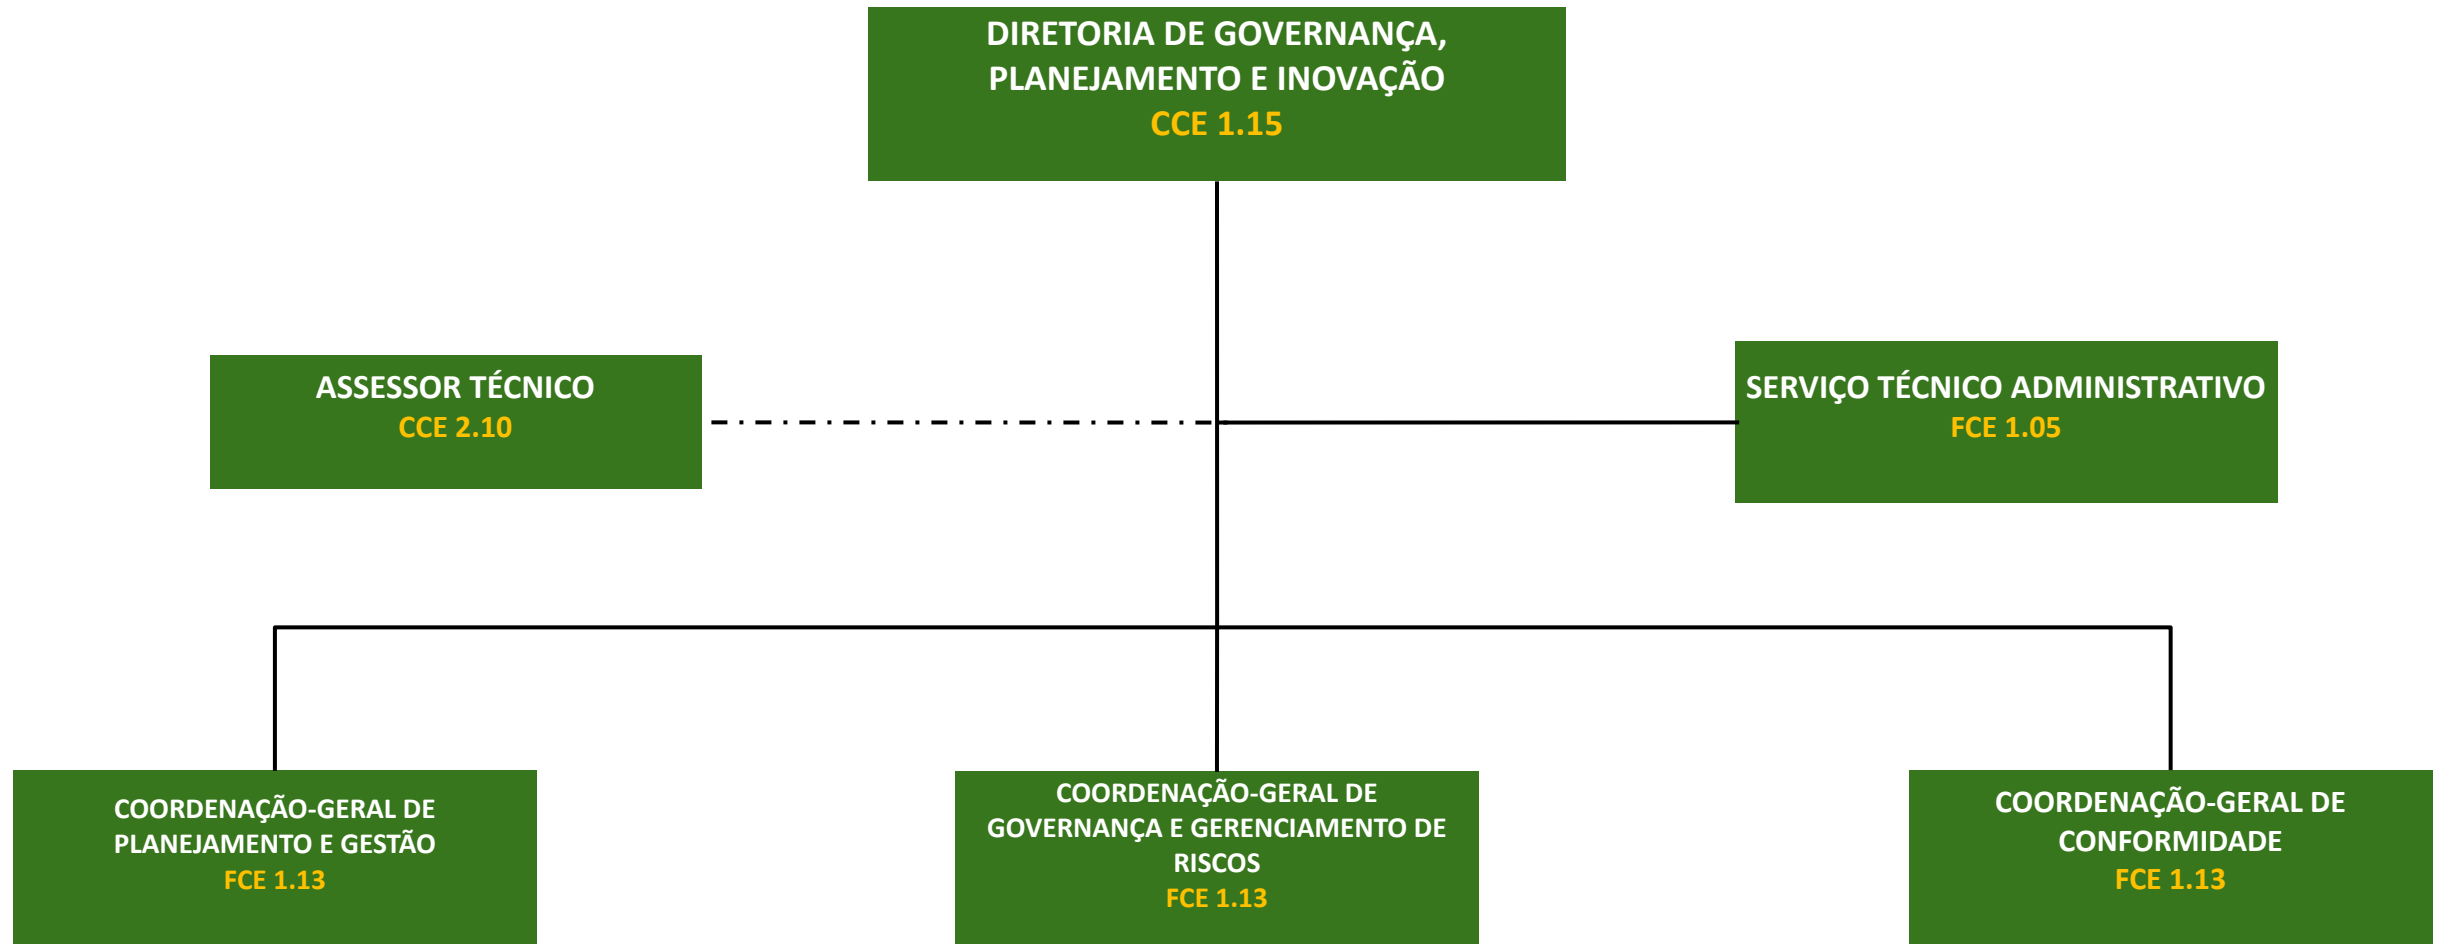 DIRETORIA DE GOVERNANÇA,
PLANEJAMENTO E INOVAÇÃO
CCE 1.15
ASSESSOR TÉCNICO
CCE 2.10
SERVIÇO TÉCNICO ADMINISTRATIVO
FCE 1.05
COORDENAÇÃO-GERAL DE
PLANEJAMENTO E GESTÃO
FCE 1.13
COORDENAÇÃO-GERAL DE
GOVERNANÇA E GERENCIAMENTO DE
RISCOS
FCE 1.13
COORDENAÇÃO-GERAL DE
CONFORMIDADE
FCE 1.13